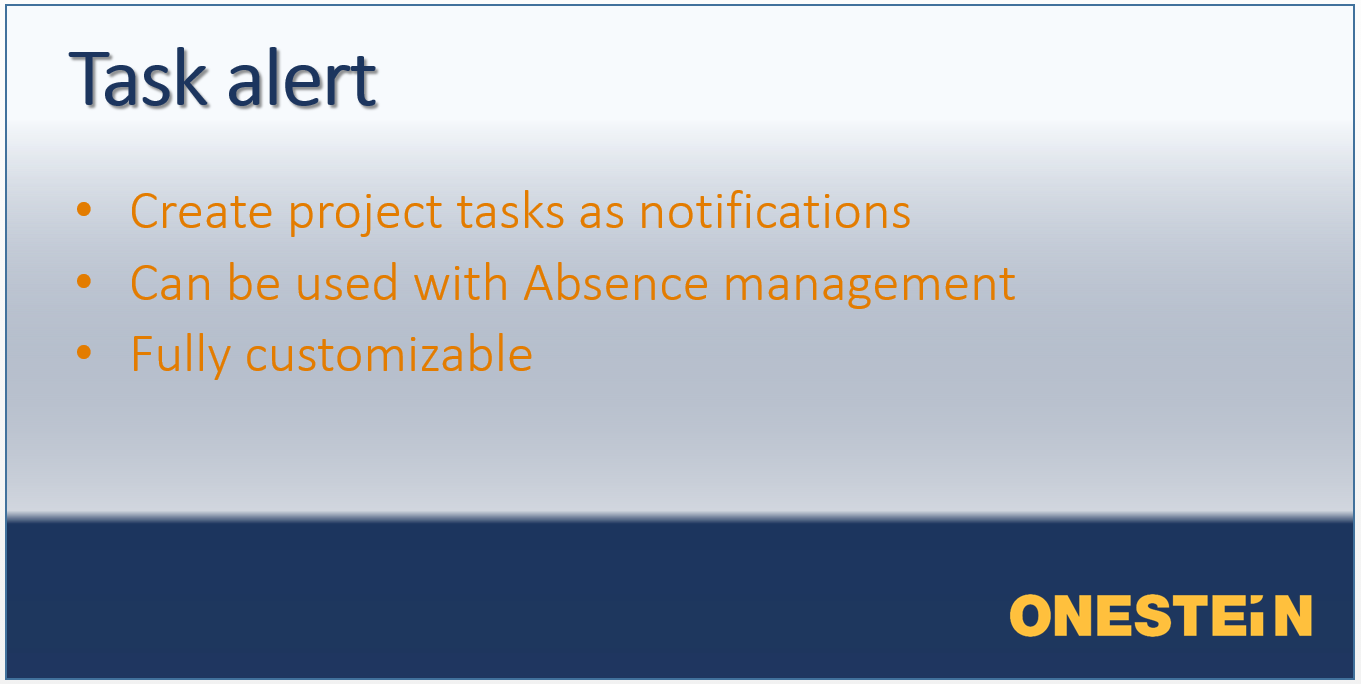 Task alert
• Create project tasks as notifications
• Can be used with Absence management
• Fully customizable
ONESTEiN